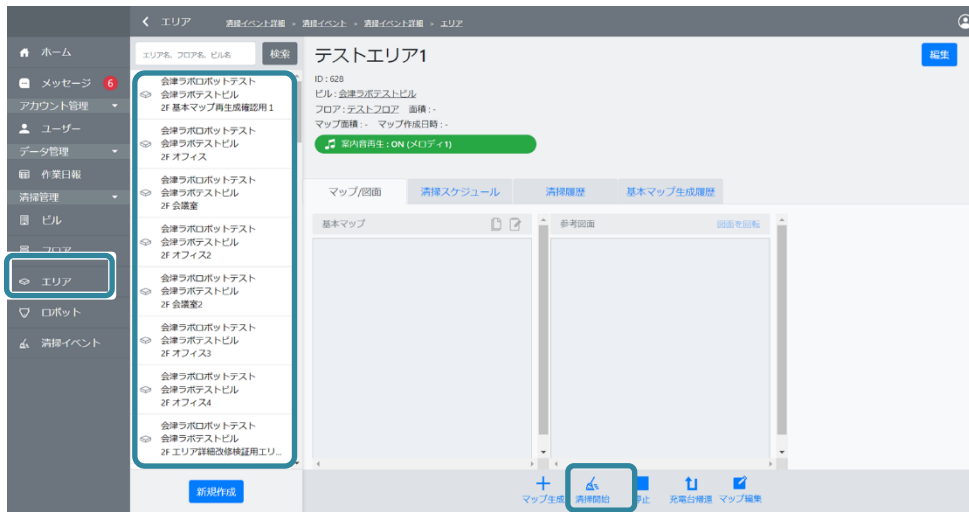 エリア
清掃イベント詳細 - 清掃イベント - 清掃イベント詳細 - エリア
ホーム
メッセージ 6
アカウント管理
ユーザー
データ管理
作業日報
清掃管理
ビル
フロア
エリア
ロボット
清掃イベント
エリア名、フロア名、ビル名
検索
会津ラボロボットテスト
会津ラボテストビル
2F 基本マップ再生成確認用1
会津ラボロボットテスト
会津ラボテストビル
2F オフィス
会津ラボロボットテスト
会津ラボテストビル
2F 会議室
会津ラボロボットテスト
会津ラボテストビル
2F オフィス2
会津ラボロボットテスト
会津ラボテストビル
2F 会議室2
会津ラボロボットテスト
会津ラボテストビル
2F オフィス3
会津ラボロボットテスト
会津ラボテストビル
2F オフィス4
会津ラボロボットテスト
会津ラボテストビル
2F エリア詳細改修検証用エリ...
新規作成
テストエリア1
編集
ID : 628
ビル : 会津ラボテストビル
フロア : テストフロア 面積 : -
マップ面積 : - マップ作成日時 : -
案内音再生 : ON (メロディ1)
マップ/図面
清掃スケジュール
清掃履歴
基本マップ生成履歴
基本マップ
参考図面
図面を回転
マップ生成
清掃開始
停止
充電台帰還
マップ編集